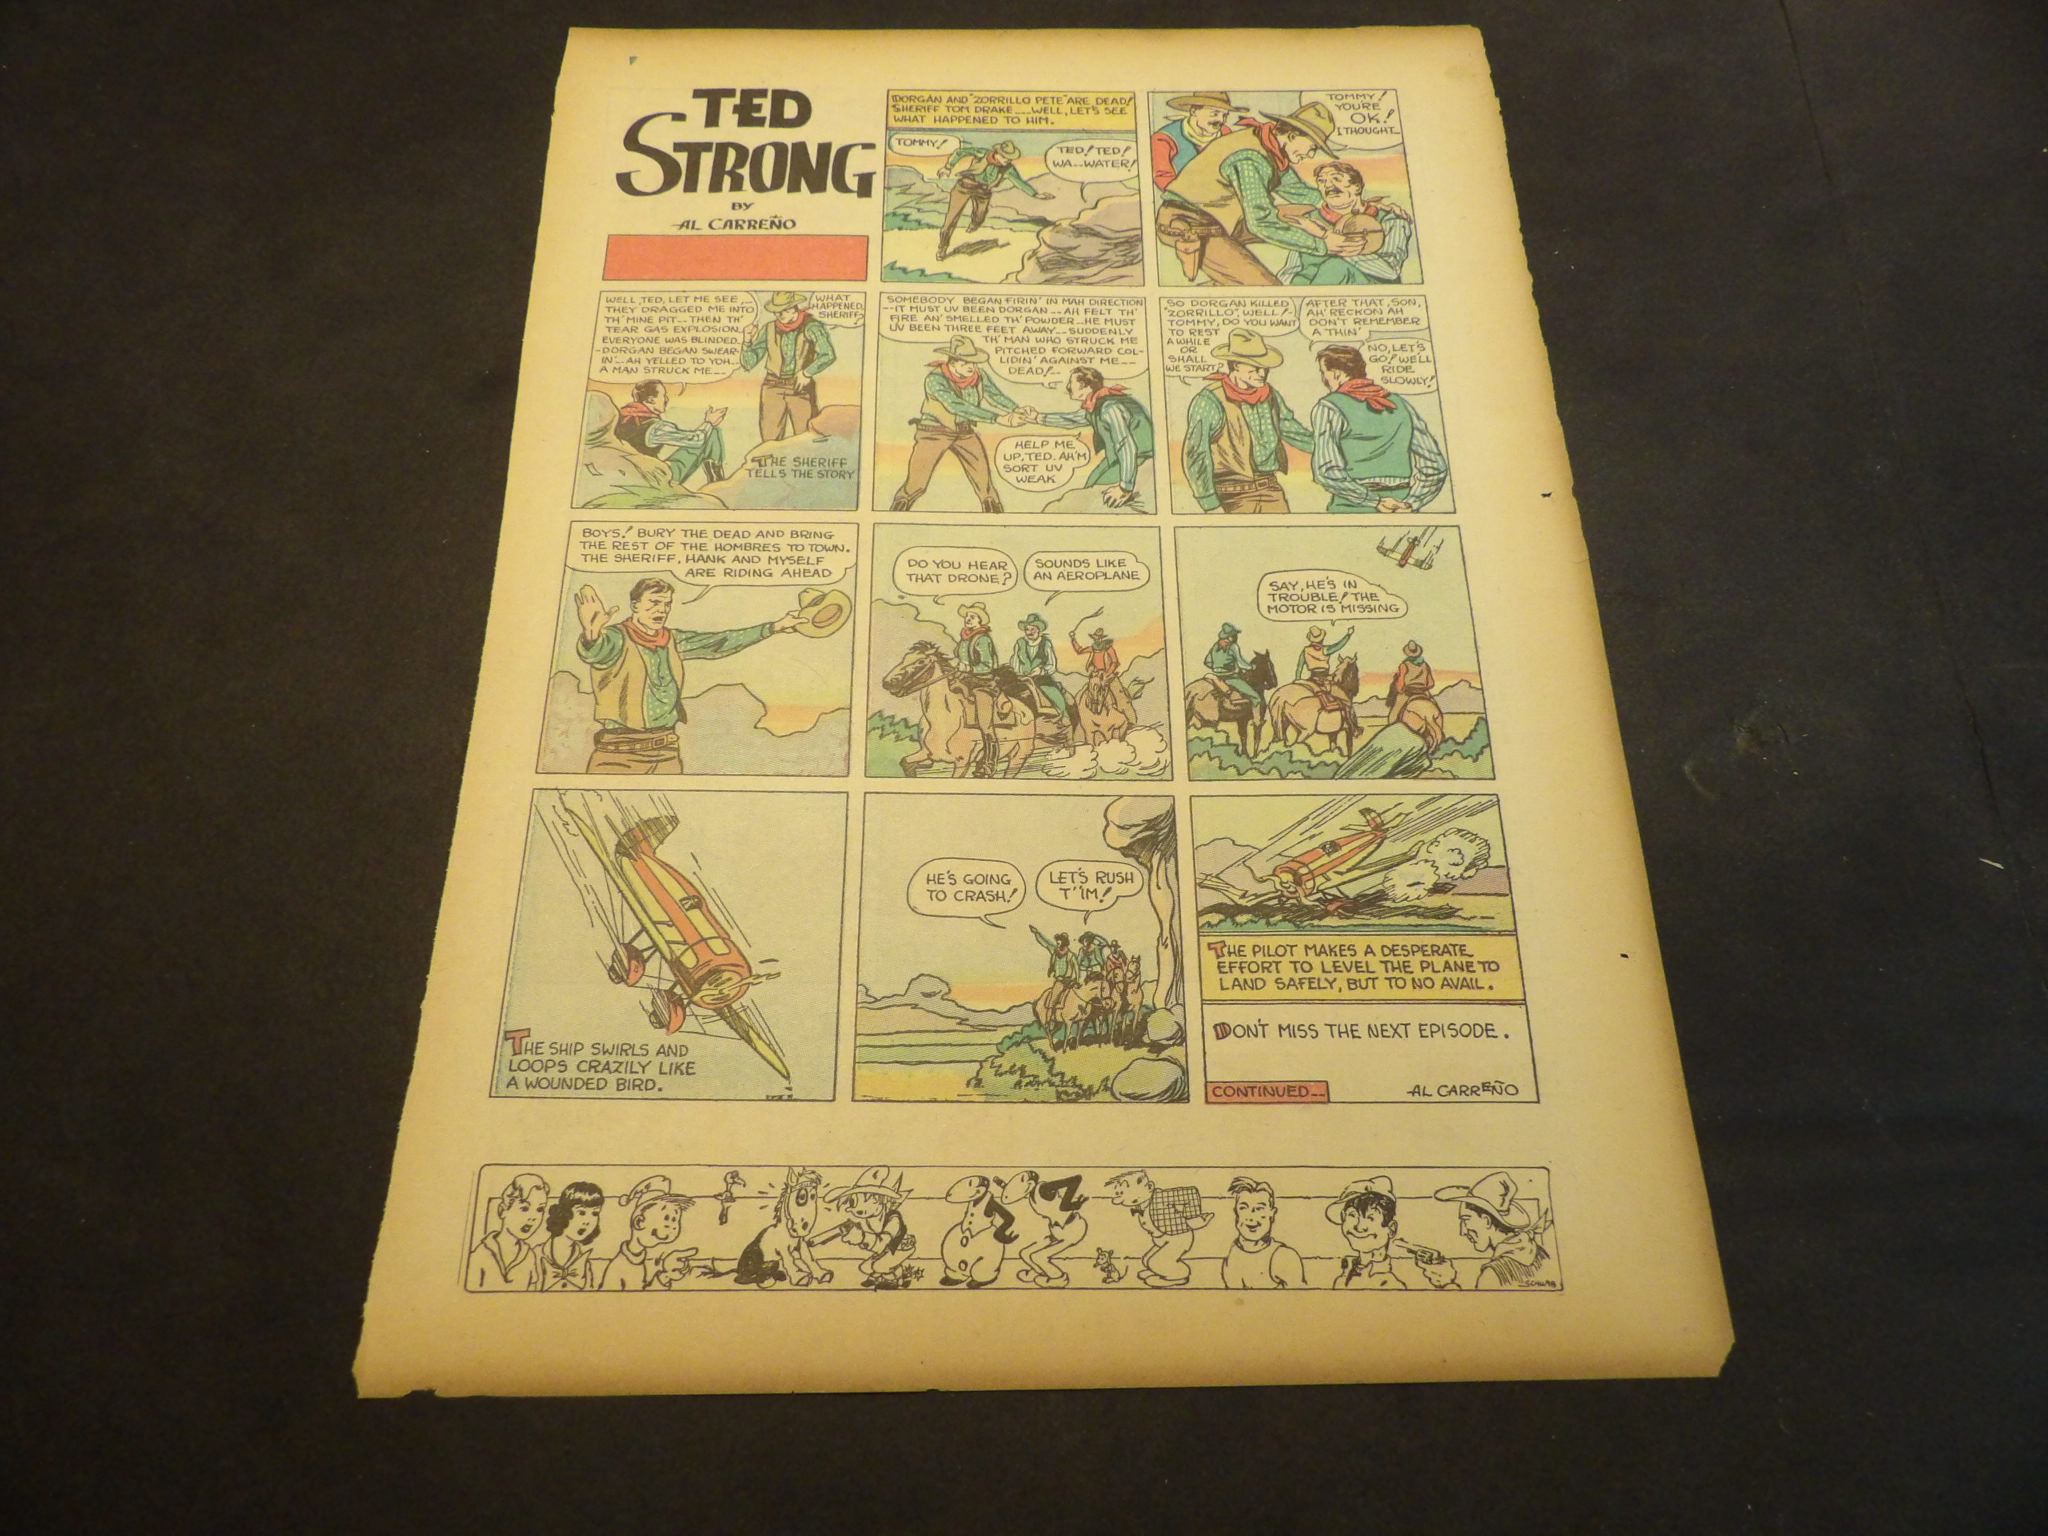 TED
STRONG
BY
AL CARREÑO
DORGAN AND "ZORRILLO PETE" ARE DEAD!
SHERIFF TOM DRAKE....WELL, LET'S SEE
WHAT HAPPENED TO HIM.
TOMMY!
TED! TED!
WA--WATER!
TOMMY!
YOU'RE
OK!
I THOUGHT...
WELL, TED, LET ME SEE...
THEY DRAGGED ME INTO
TH' MINE PIT-- THEN TH'
TEAR GAS EXPLOSION.
EVERYONE WAS BLINDED..
-DORGAN BEGAN SWEAR-
IN'--AH YELLED TO YOH--
A MAN STRUCK ME--
WHAT
HAPPENED,
SHERIFF?
THE SHERIFF
TELLS THE STORY
SOMEBODY BEGAN FIRIN' IN MAH DIRECTION
--IT MUST UV BEEN DORGAN--AH FELT TH'
FIRE AN' SMELLED TH' POWDER--HE MUST
UV BEEN THREE FEET AWAY--SUDDENLY
TH' MAN WHO STRUCK ME
PITCHED FORWARD COL-
LIDIN' AGAINST ME--
DEAD!--
HELP ME
UP, TED. AH'M
SORT UV
WEAK
SO DORGAN KILLED
"ZORRILLO", WELL!-
TOMMY, DO YOU WANT
TO REST
A WHILE
OR
SHALL
WE START?
AFTER THAT, SON,
AH' RECKON AH
DON'T REMEMBER
A THIN'
NO, LET'S
GO! WE'LL
RIDE
SLOWLY!
BOYS! BURY THE DEAD AND BRING
THE REST OF THE HOMBRES TO TOWN.
THE SHERIFF, HANK AND MYSELF
ARE RIDING AHEAD
DO YOU HEAR
THAT DRONE?
SOUNDS LIKE
AN AEROPLANE
SAY, HE'S IN
TROUBLE! THE
MOTOR IS MISSING
THE SHIP SWIRLS AND
LOOPS CRAZILY LIKE
A WOUNDED BIRD.
HE'S GOING
TO CRASH!
LET'S RUSH
T''IM!
THE PILOT MAKES A DESPERATE
EFFORT TO LEVEL THE PLANE TO
LAND SAFELY, BUT TO NO AVAIL.
DON'T MISS THE NEXT EPISODE.
CONTINUED--
AL CARREÑO
SCHWAB